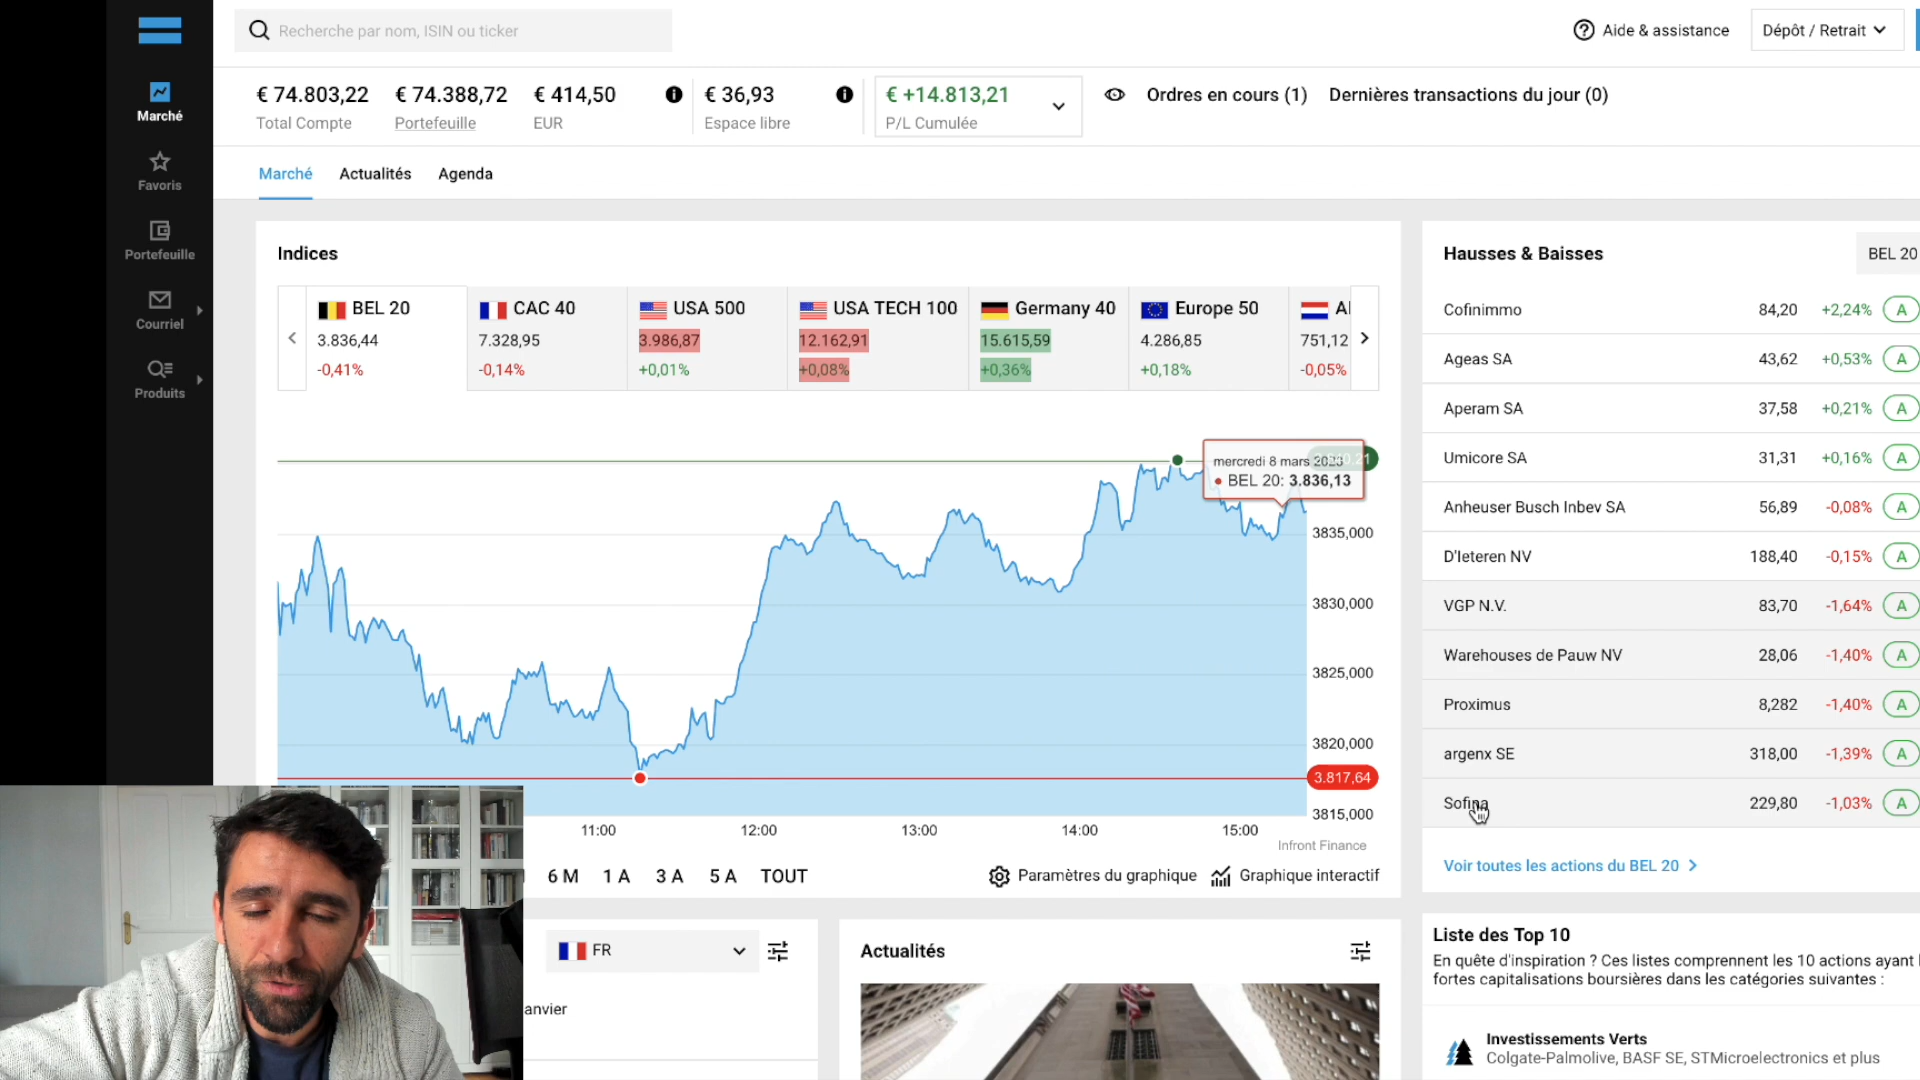 Recherche par nom, ISIN ou ticker
Aide & assistance
Dépôt / Retrait
Marché
Favoris
Portefeuille
Courriel
Produits
€ 74.803,22
Total Compte
€ 74.388,72
Portefeuille
€ 414,50
EUR
€ 36,93
Espace libre
€ +14.813,21
P/L Cumulée
Ordres en cours (1)
Dernières transactions du jour (0)
Marché Actualités Agenda
Indices
BEL 20
3.836,44
-0,41%
CAC 40
7.328,95
-0,14%
USA 500
3.986,87
+0,01%
USA TECH 100
12.162,91
+0,08%
Germany 40
15.615,59
+0,36%
Europe 50
4.286,85
+0,18%
751,12
-0,05%
mercredi 8 mars 2023
BEL 20: 3.836,13
3835,000
3830,000
3825,000
3820,000
3.817,64
3815,000
11:00 12:00 13:00 14:00 15:00
Infront Finance
6 M 1 A 3 A 5 A TOUT
Paramètres du graphique
Graphique interactif
Hausses & Baisses
BEL 20
Cofinimmo 84,20 +2,24% A
Ageas SA 43,62 +0,53% A
Aperam SA 37,58 +0,21% A
Umicore SA 31,31 +0,16% A
Anheuser Busch Inbev SA 56,89 -0,08% A
D'Ieteren NV 188,40 -0,15% A
VGP N.V. 83,70 -1,64% A
Warehouses de Pauw NV 28,06 -1,40% A
Proximus 8,282 -1,40% A
argenx SE 318,00 -1,39% A
Sofina 229,80 -1,03% A
Voir toutes les actions du BEL 20
FR
anvier
Actualités
Liste des Top 10
En quête d'inspiration ? Ces listes comprennent les 10 actions ayant
fortes capitalisations boursières dans les catégories suivantes :
Investissements Verts
Colgate-Palmolive, BASF SE, STMicroelectronics et plus